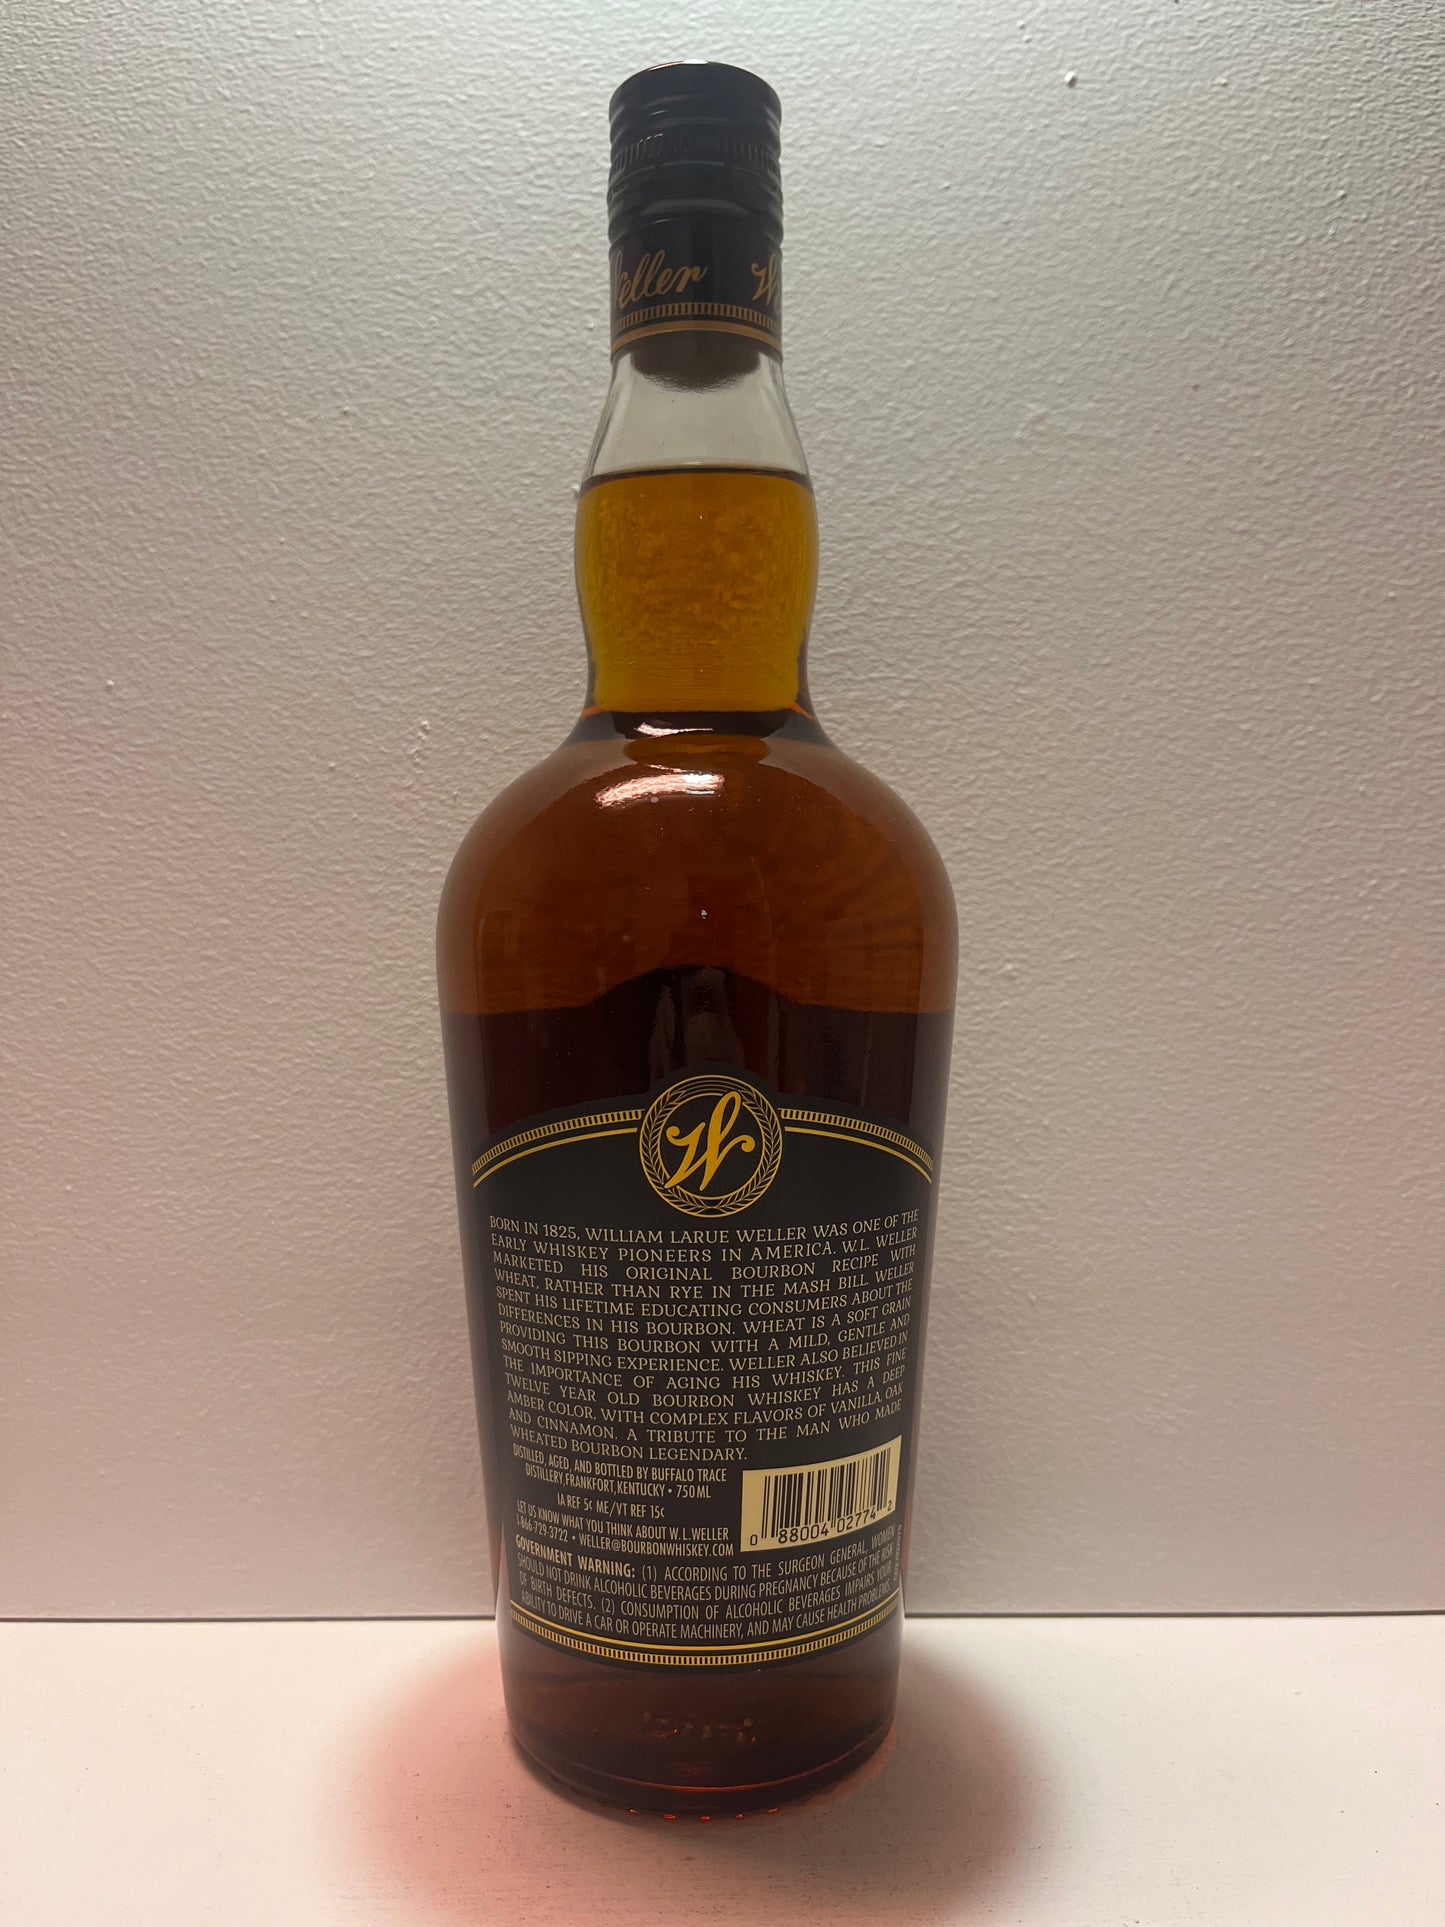 Weller W
W
BORN IN 1825, WILLIAM LARUE WELLER WAS ONE OF THE
EARLY WHISKEY PIONEERS IN AMERICA. W.L. WELLER
MARKETED HIS ORIGINAL BOURBON RECIPE WITH
WHEAT, RATHER THAN RYE IN THE MASH BILL. WELLER
SPENT HIS LIFETIME EDUCATING CONSUMERS ABOUT THE
DIFFERENCES IN HIS BOURBON. WHEAT IS A SOFT GRAIN
PROVIDING THIS BOURBON WITH A MILD, GENTLE AND
SMOOTH SIPPING EXPERIENCE. WELLER ALSO BELIEVED IN
THE IMPORTANCE OF AGING HIS WHISKEY. THIS FINE
TWELVE YEAR OLD BOURBON WHISKEY HAS A DEEP
AMBER COLOR, WITH COMPLEX FLAVORS OF VANILLA, OAK
AND CINNAMON. A TRIBUTE TO THE MAN WHO MADE
WHEATED BOURBON LEGENDARY.
DISTILLED, AGED, AND BOTTLED BY BUFFALO TRACE
DISTILLERY, FRANKFORT, KENTUCKY • 750 ML
IA REF 5¢ ME/VT REF 15¢
LET US KNOW WHAT YOU THINK ABOUT W. L. WELLER
1-866-729-3722 • WELLER@BOURBONWHISKEY.COM
0 88004 02774 2
GOVERNMENT WARNING: (1) ACCORDING TO THE SURGEON GENERAL, WOMEN
SHOULD NOT DRINK ALCOHOLIC BEVERAGES DURING PREGNANCY BECAUSE OF THE RISK
OF BIRTH DEFECTS. (2) CONSUMPTION OF ALCOHOLIC BEVERAGES IMPAIRS YOUR
ABILITY TO DRIVE A CAR OR OPERATE MACHINERY, AND MAY CAUSE HEALTH PROBLEMS.